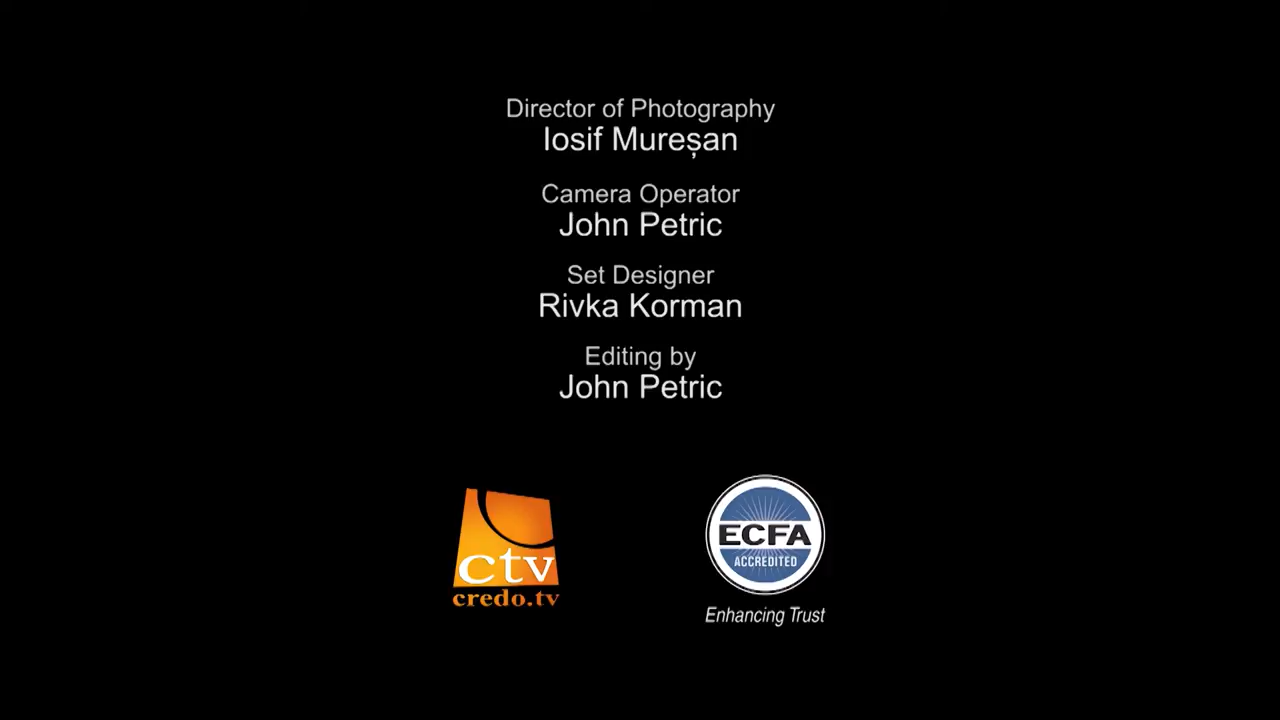 Director of Photography
Iosif Mureșan
Camera Operator
John Petric
Set Designer
Rivka Korman
Editing by
John Petric
ctv
credo.tv
ECFA
ACCREDITED
Enhancing Trust